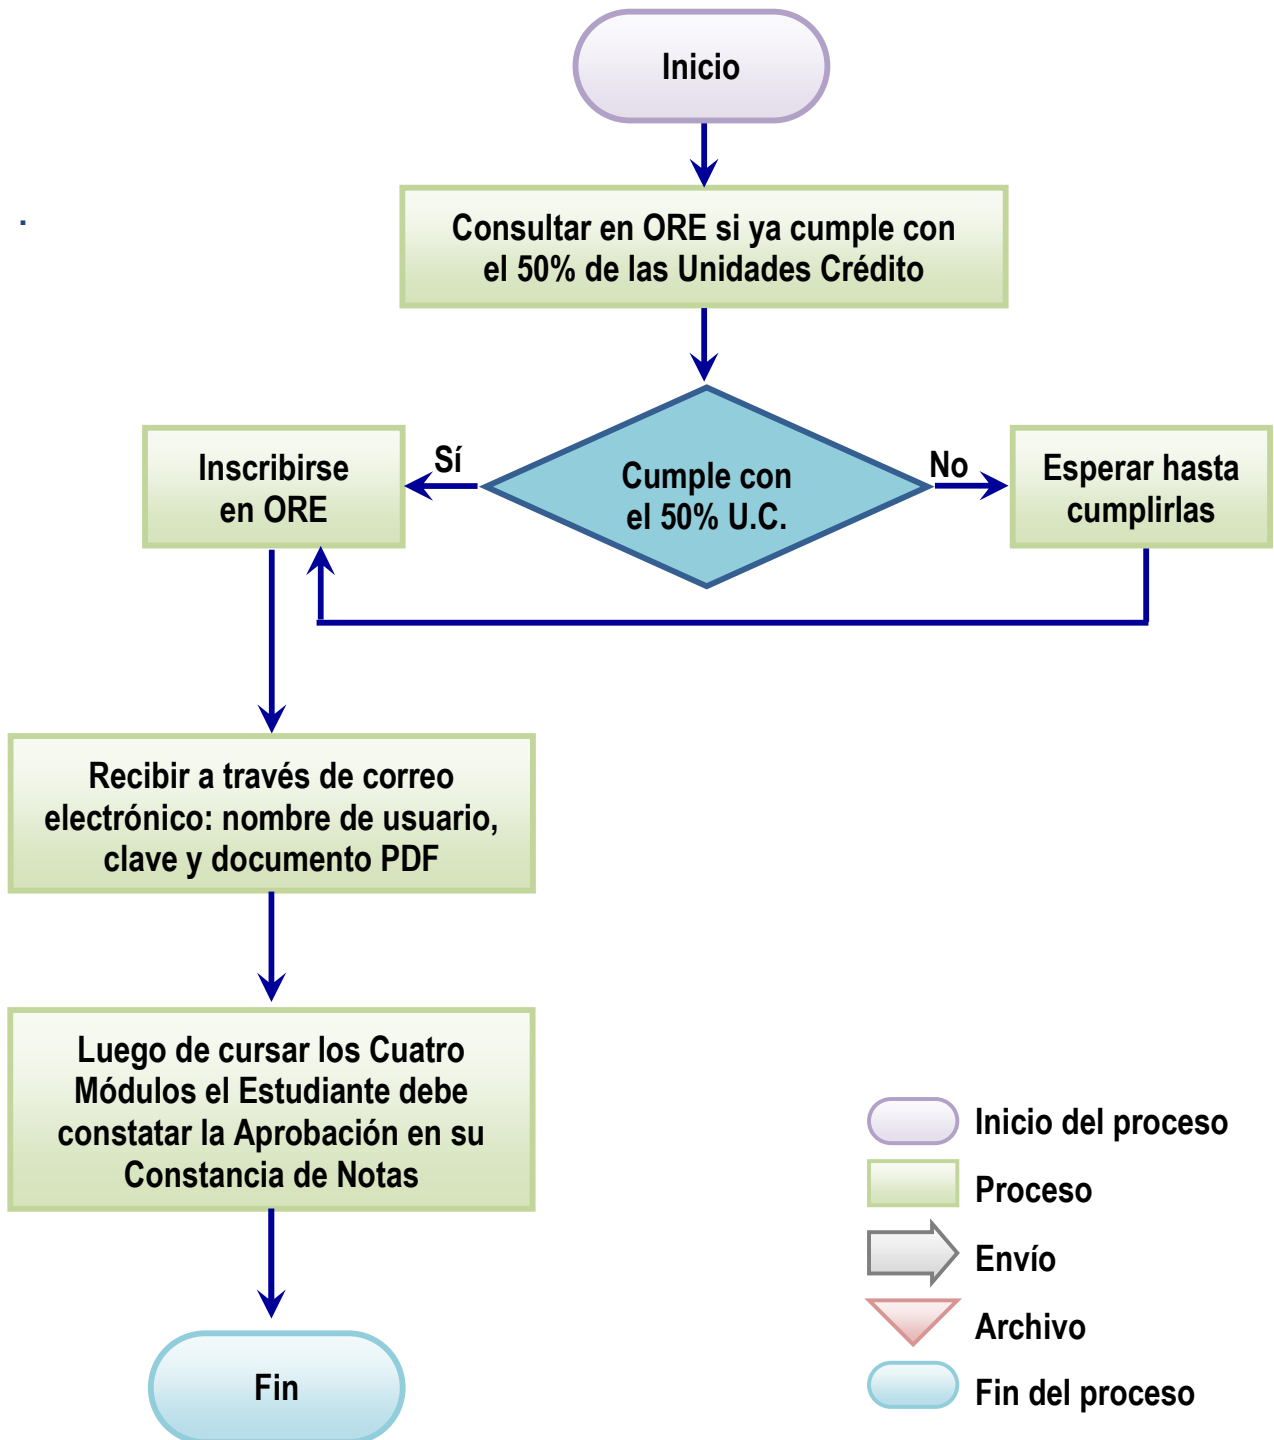 Inicio
.
Consultar en ORE si ya cumple con
el 50% de las Unidades Crédito
Sí
No
Inscribirse
en ORE
Cumple con
el 50% U.C.
Esperar hasta
cumplirlas
Recibir a través de correo
electrónico: nombre de usuario,
clave y documento PDF
Luego de cursar los Cuatro
Módulos el Estudiante debe
constatar la Aprobación en su
Constancia de Notas
Fin
Inicio del proceso
Proceso
Envío
Archivo
Fin del proceso